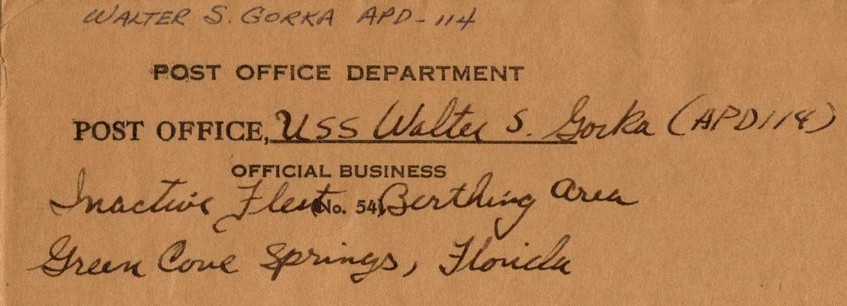 WALTER S. GORKA APD-114
POST OFFICE DEPARTMENT
POST OFFICE, USS Walter S. Gorka (APD114)
OFFICIAL BUSINESS
Inactive Fleet (No. 54) Berthing Area
Green Cove Springs, Florida